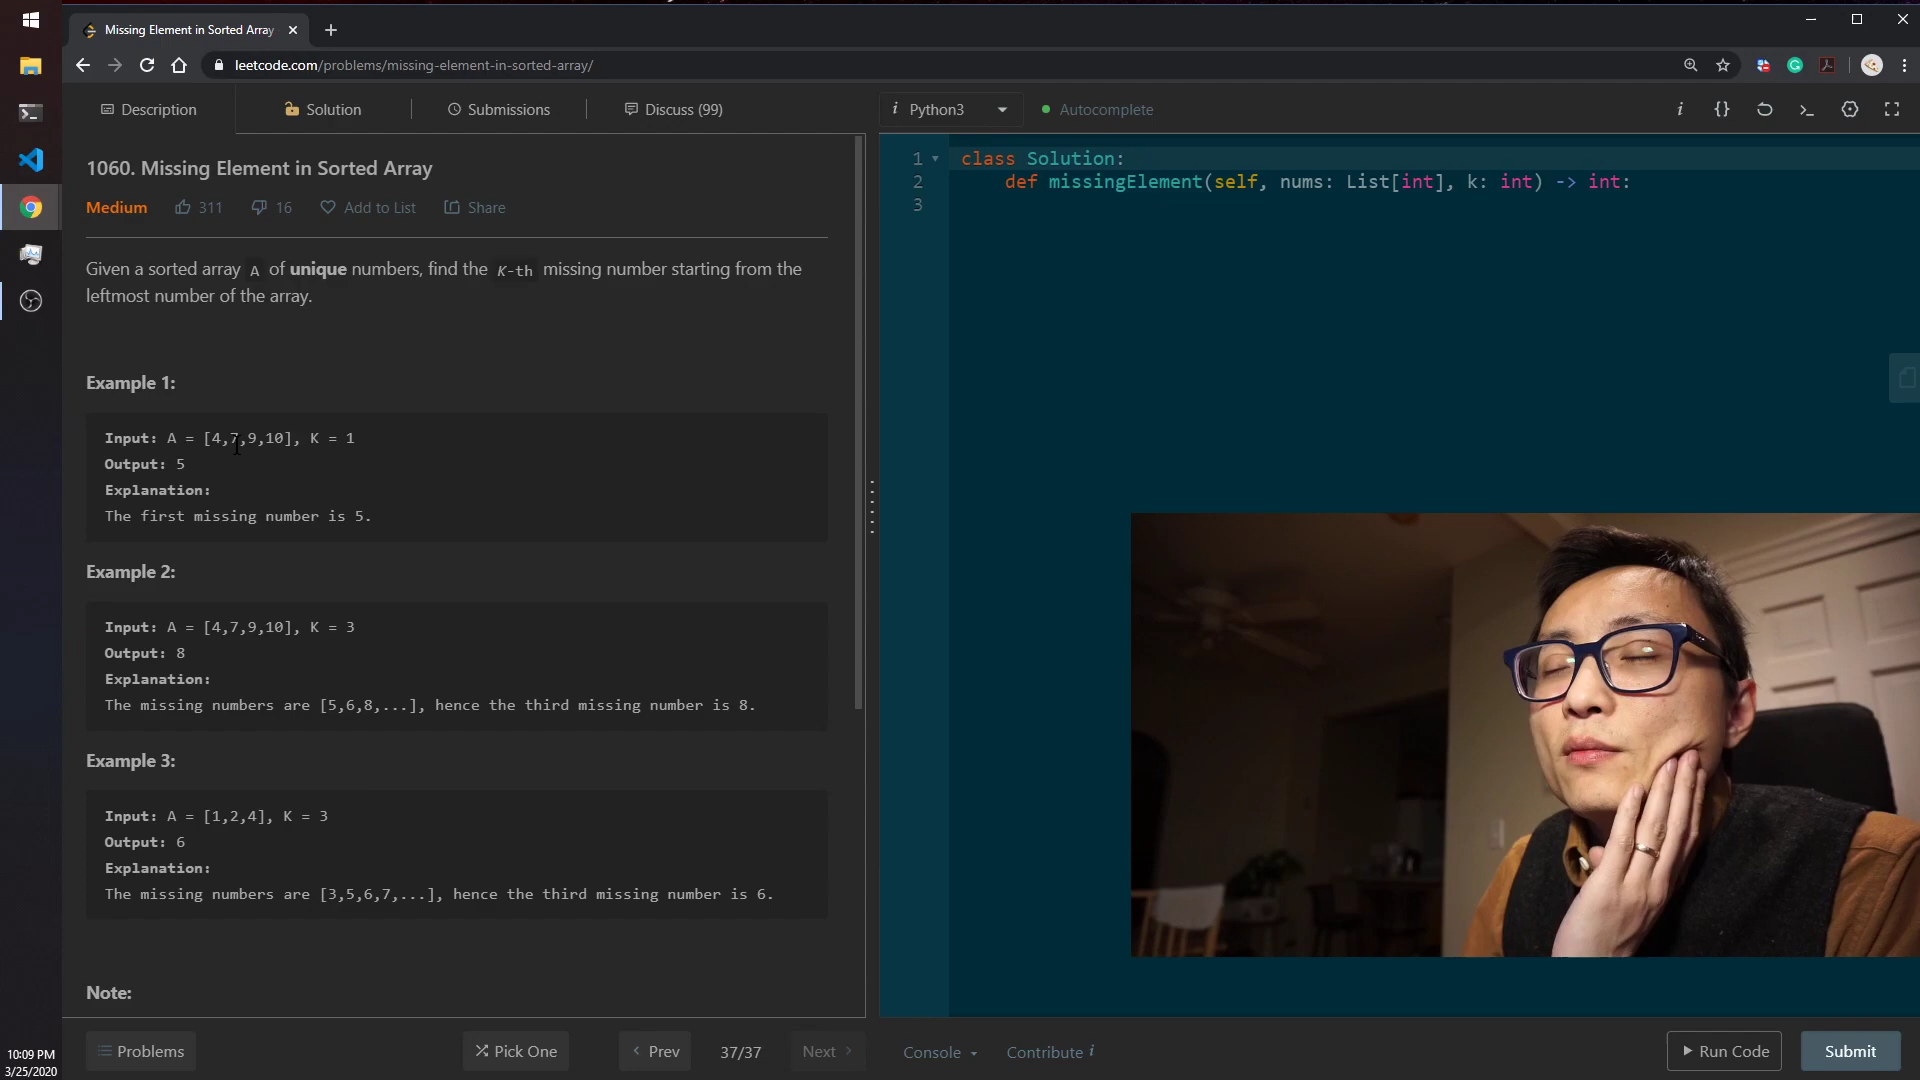 Missing Element in Sorted Array
leetcode.com/problems/missing-element-in-sorted-array/
Description
Solution
Submissions
Discuss (99)
i Python3
Autocomplete
1060. Missing Element in Sorted Array
Medium 311 16 Add to List Share
Given a sorted array A of unique numbers, find the K-th missing number starting from the
leftmost number of the array.
Example 1:
Input: A = [4,7,9,10], K = 1
Output: 5
Explanation:
The first missing number is 5.
Example 2:
Input: A = [4,7,9,10], K = 3
Output: 8
Explanation:
The missing numbers are [5,6,8,...], hence the third missing number is 8.
Example 3:
Input: A = [1,2,4], K = 3
Output: 6
Explanation:
The missing numbers are [3,5,6,7,...], hence the third missing number is 6.
Note:
1 class Solution:
2 def missingElement(self, nums: List[int], k: int) -> int:
3
Problems
Pick One
Prev
37/37
Next
Console
Contribute i
Run Code
Submit
10:09 PM
3/25/2020